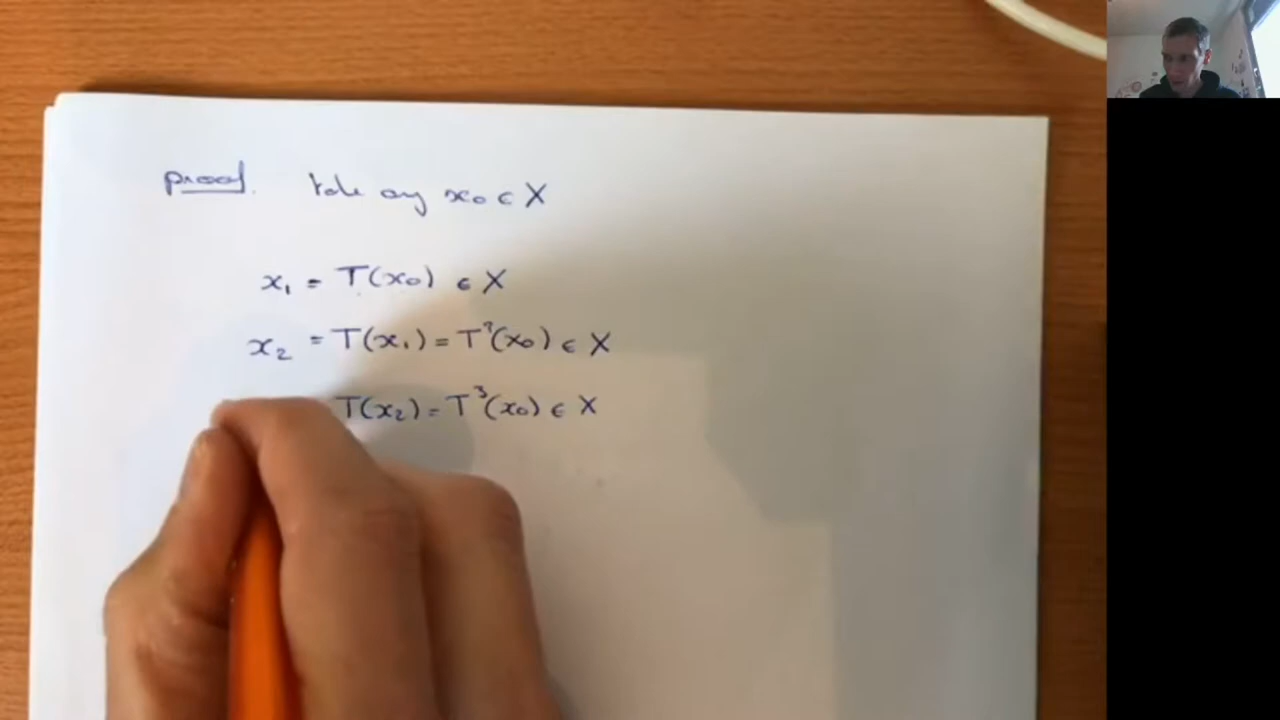 proof. take any x₀ ∈ X
x₁ = T(x₀) ∈ X
x₂ = T(x₁) = T²(x₀) ∈ X
T(x₂) = T³(x₀) ∈ X